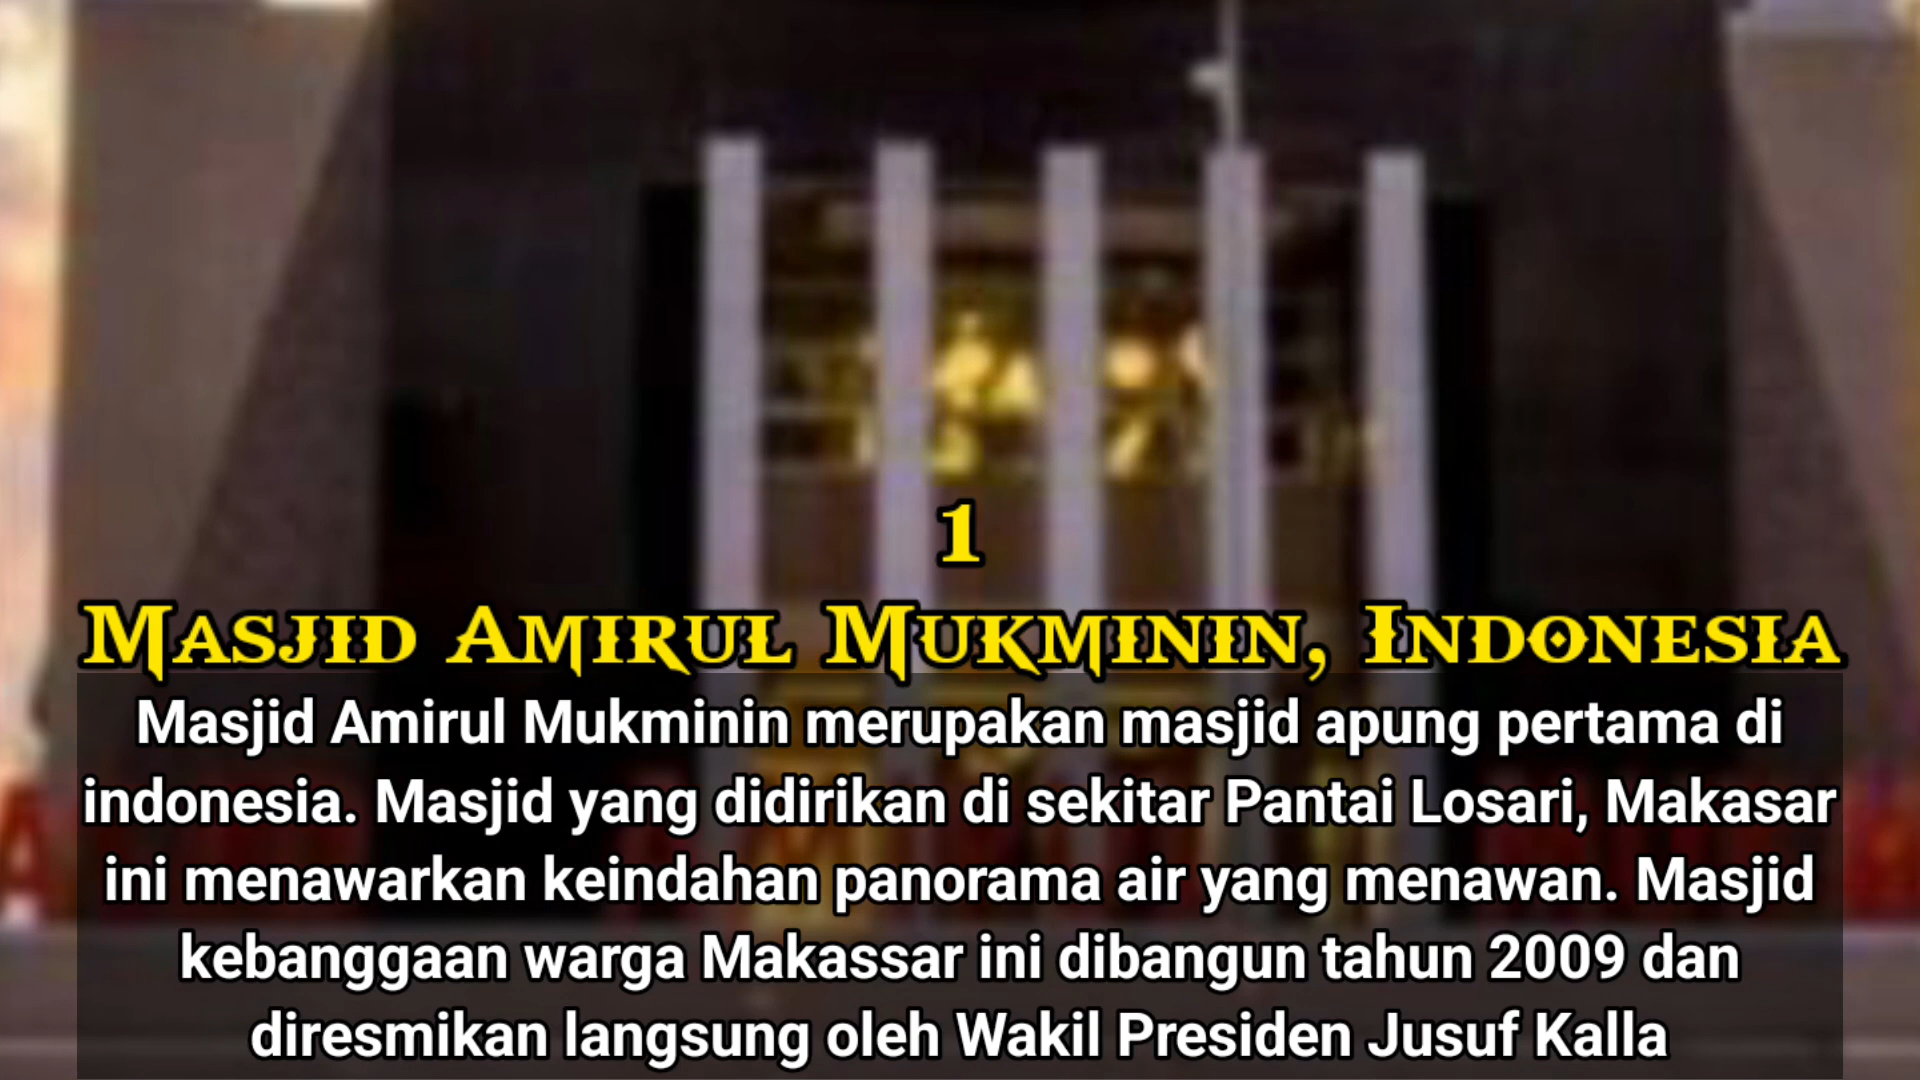 1
Masjid Amirul Mukminin, Indonesia
Masjid Amirul Mukminin merupakan masjid apung pertama di
indonesia. Masjid yang didirikan di sekitar Pantai Losari, Makasar
ini menawarkan keindahan panorama air yang menawan. Masjid
kebanggaan warga Makassar ini dibangun tahun 2009 dan
diresmikan langsung oleh Wakil Presiden Jusuf Kalla